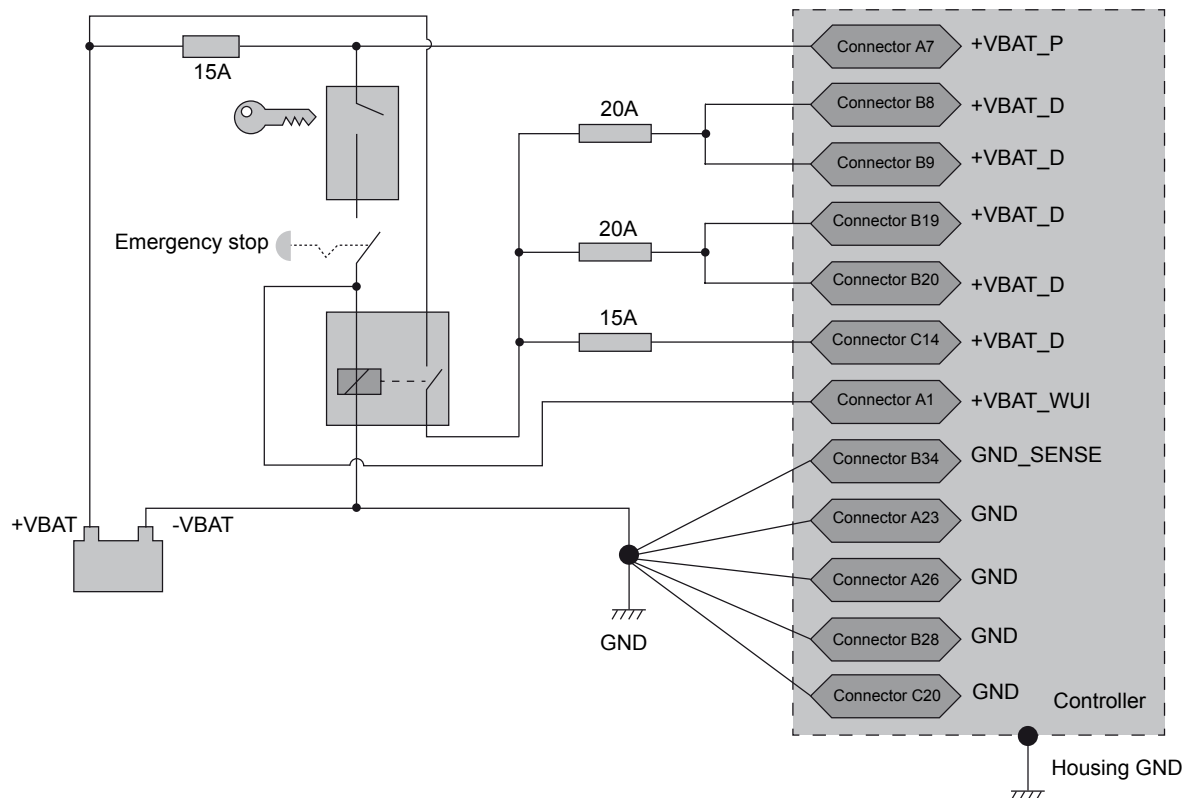 Connector A7 +VBAT_P
15A
Connector B8 +VBAT_D
20A
Connector B9 +VBAT_D
Connector B19 +VBAT_D
20A
Emergency stop
Connector B20 +VBAT_D
15A
Connector C14 +VBAT_D
Connector A1 +VBAT_WUI
Connector B34 GND_SENSE
+VBAT -VBAT
Connector A23 GND
Connector A26 GND
GND
Connector B28 GND
Connector C20 GND
Controller
Housing GND